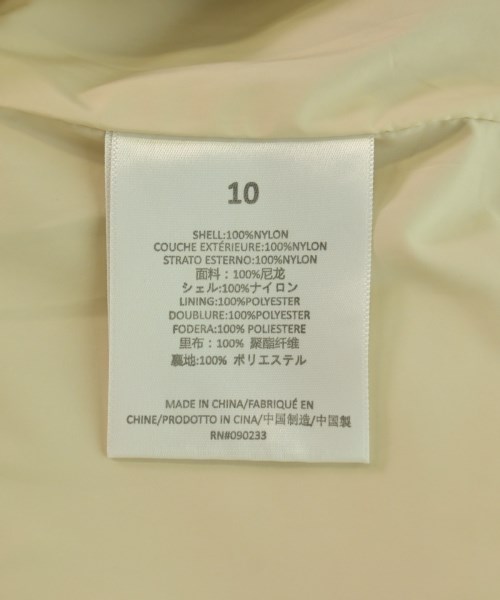 10
SHELL:100%NYLON
COUCHE EXTÉRIEURE:100%NYLON
STRATO ESTERNO:100%NYLON
面料：100%尼龙
シェル:100%ナイロン
LINING:100%POLYESTER
DOUBLURE:100%POLYESTER
FODERA:100% POLIESTERE
里布：100% 聚酯纤维
裏地:100% ポリエステル
MADE IN CHINA/FABRIQUÉ EN
CHINE/PRODOTTO IN CINA/中国制造/中国製
RN#090233